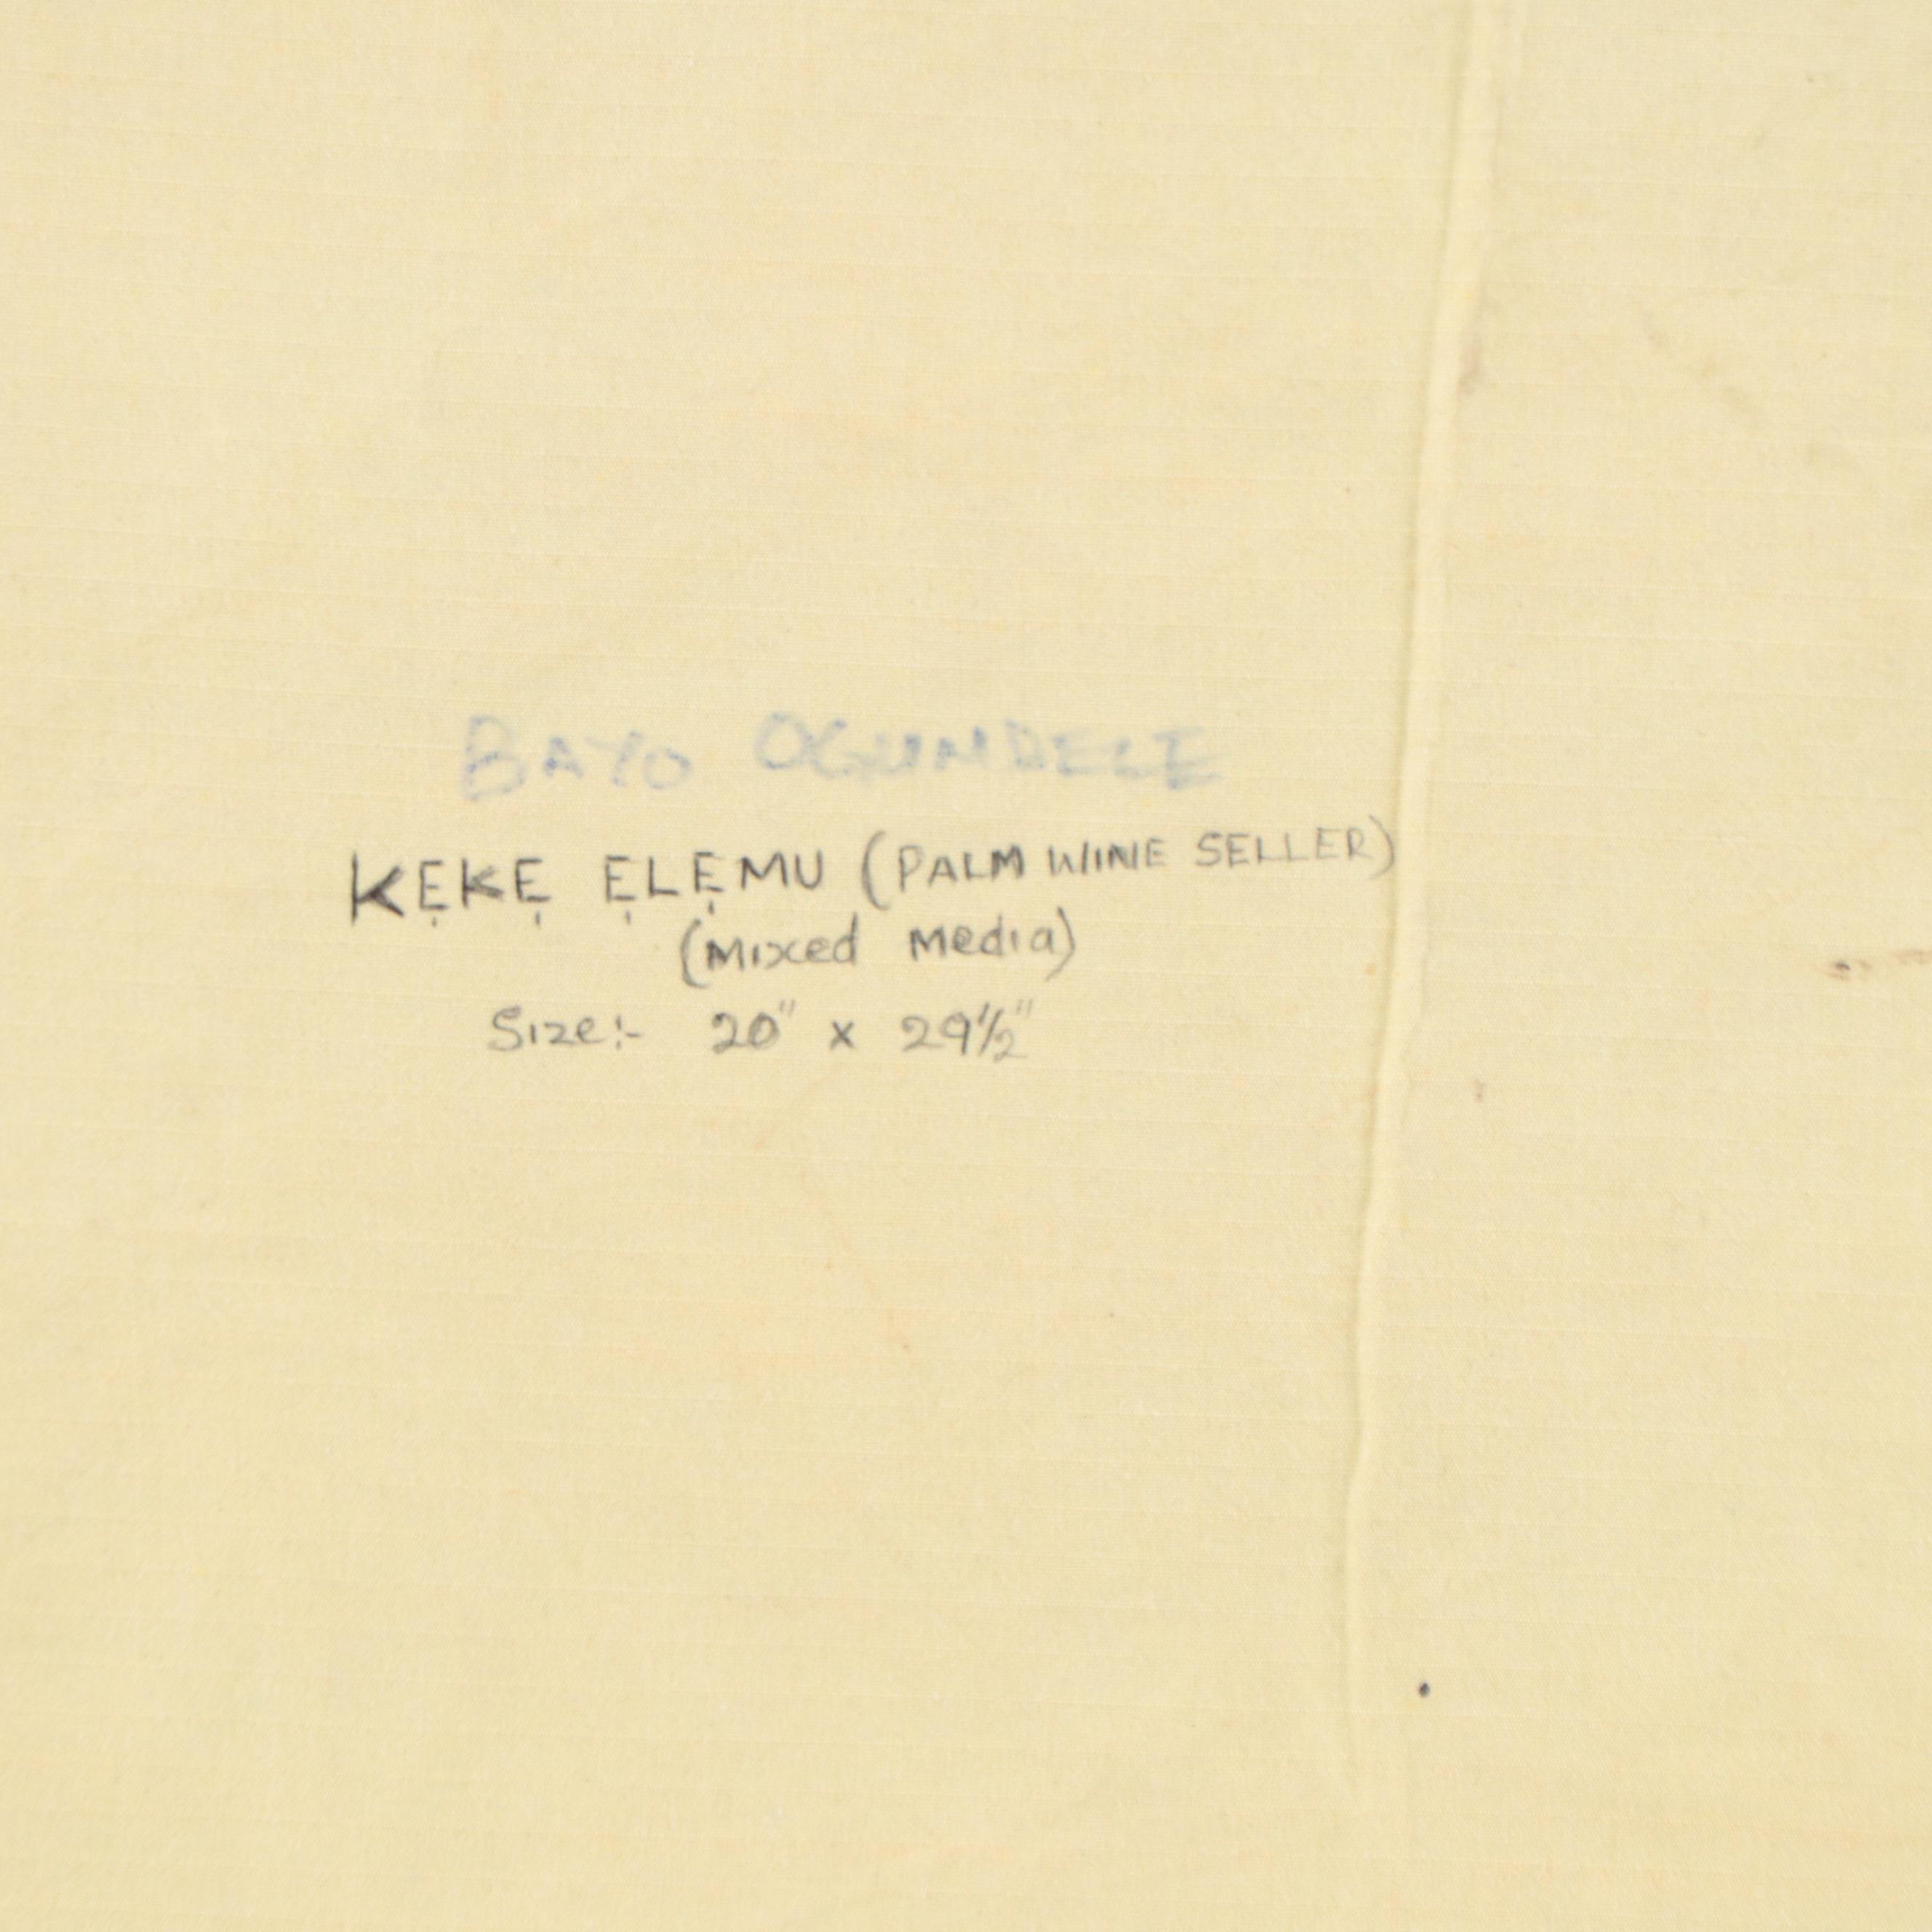 BAYO OGUNDELE
KẸKẸ ẸLẸMU (PALM WINE SELLER)
(Mixed Media)
Size:- 20" x 29½"